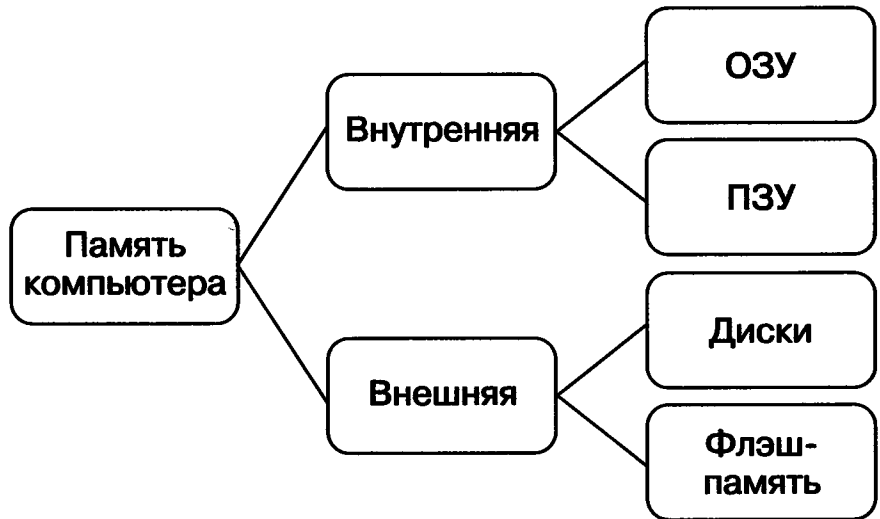 Память
компьютера
Внутренняя
ОЗУ
ПЗУ
Внешняя
Диски
Флэш-
память